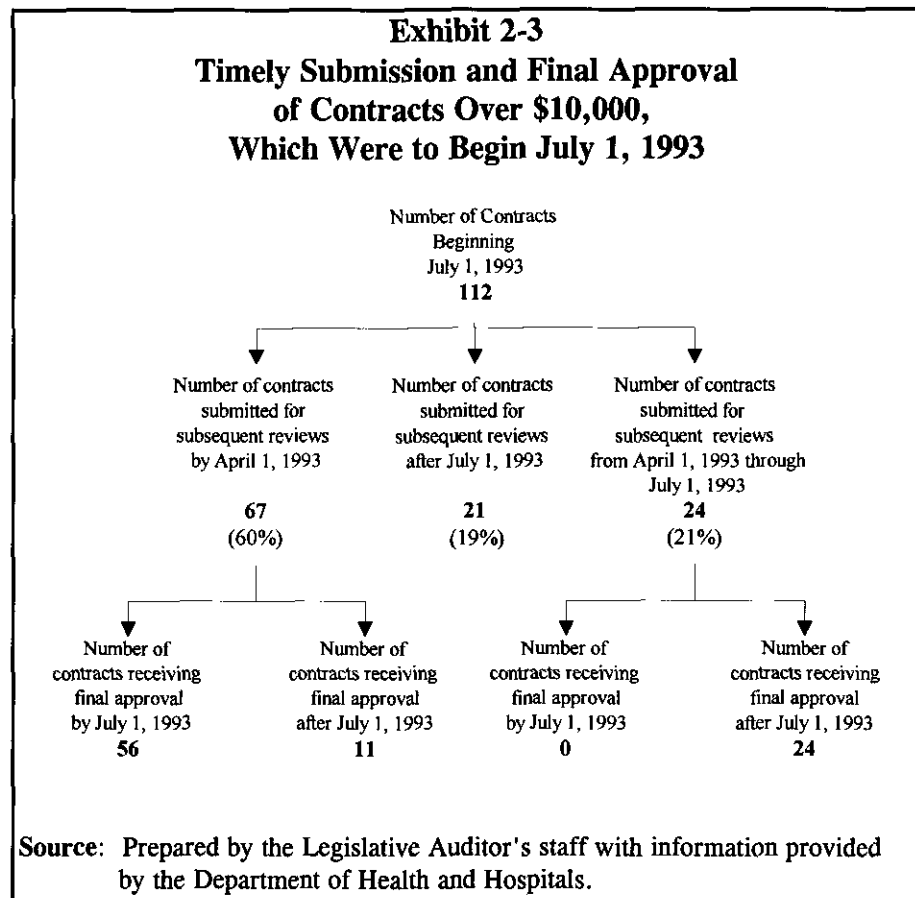 Exhibit 2-3
Timely Submission and Final Approval
of Contracts Over $10,000,
Which Were to Begin July 1, 1993
Number of Contracts
Beginning
July 1, 1993
112
Number of contracts
submitted for
subsequent reviews
by April 1, 1993
67
(60%)
Number of contracts
submitted for
subsequent reviews
after July 1, 1993
21
(19%)
Number of contracts
submitted for
subsequent reviews
from April 1, 1993 through
July 1, 1993
24
(21%)
Number of
contracts receiving
final approval
by July 1, 1993
56
Number of
contracts receiving
final approval
after July 1, 1993
11
Number of
contracts receiving
final approval
by July 1, 1993
0
Number of
contracts receiving
final approval
after July 1, 1993
24
Source: Prepared by the Legislative Auditor's staff with information provided
by the Department of Health and Hospitals.